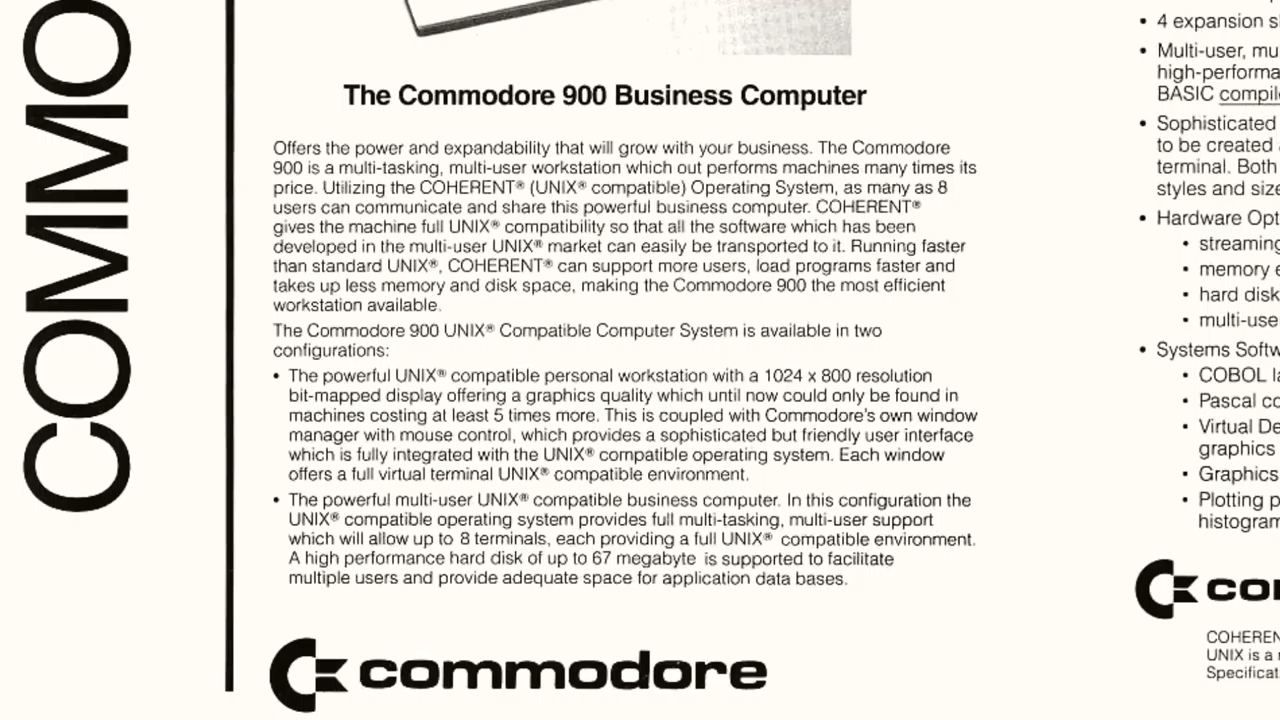 COMMO
The Commodore 900 Business Computer
Offers the power and expandability that will grow with your business. The Commodore
900 is a multi-tasking, multi-user workstation which out performs machines many times its
price. Utilizing the COHERENT® (UNIX® compatible) Operating System, as many as 8
users can communicate and share this powerful business computer. COHERENT®
gives the machine full UNIX® compatibility so that all the software which has been
developed in the multi-user UNIX® market can easily be transported to it. Running faster
than standard UNIX®, COHERENT® can support more users, load programs faster and
takes up less memory and disk space, making the Commodore 900 the most efficient
workstation available.
The Commodore 900 UNIX® Compatible Computer System is available in two
configurations:
• The powerful UNIX® compatible personal workstation with a 1024 x 800 resolution
bit-mapped display offering a graphics quality which until now could only be found in
machines costing at least 5 times more. This is coupled with Commodore's own window
manager with mouse control, which provides a sophisticated but friendly user interface
which is fully integrated with the UNIX® compatible operating system. Each window
offers a full virtual terminal UNIX® compatible environment.
• The powerful multi-user UNIX® compatible business computer. In this configuration the
UNIX® compatible operating system provides full multi-tasking, multi-user support
which will allow up to 8 terminals, each providing a full UNIX® compatible environment.
A high performance hard disk of up to 67 megabyte is supported to facilitate
multiple users and provide adequate space for application data bases.
commodore
• 4 expansion sl
• Multi-user, mu
high-performa
BASIC compile
• Sophisticated
to be created a
terminal. Both
styles and size
• Hardware Opt
• streaming
• memory e
• hard disk
• multi-use
• Systems Softw
• COBOL la
• Pascal co
• Virtual De
graphics
• Graphics
• Plotting p
histogram
co
COHEREN
UNIX is a r
Specificat